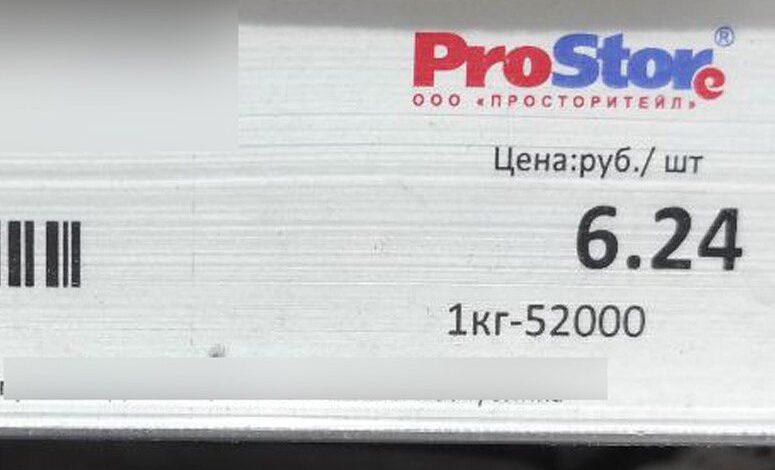 ProStore®
ООО «ПРОСТОРИТЕЙЛ»
Цена:руб./ шт
6.24
1кг-52000